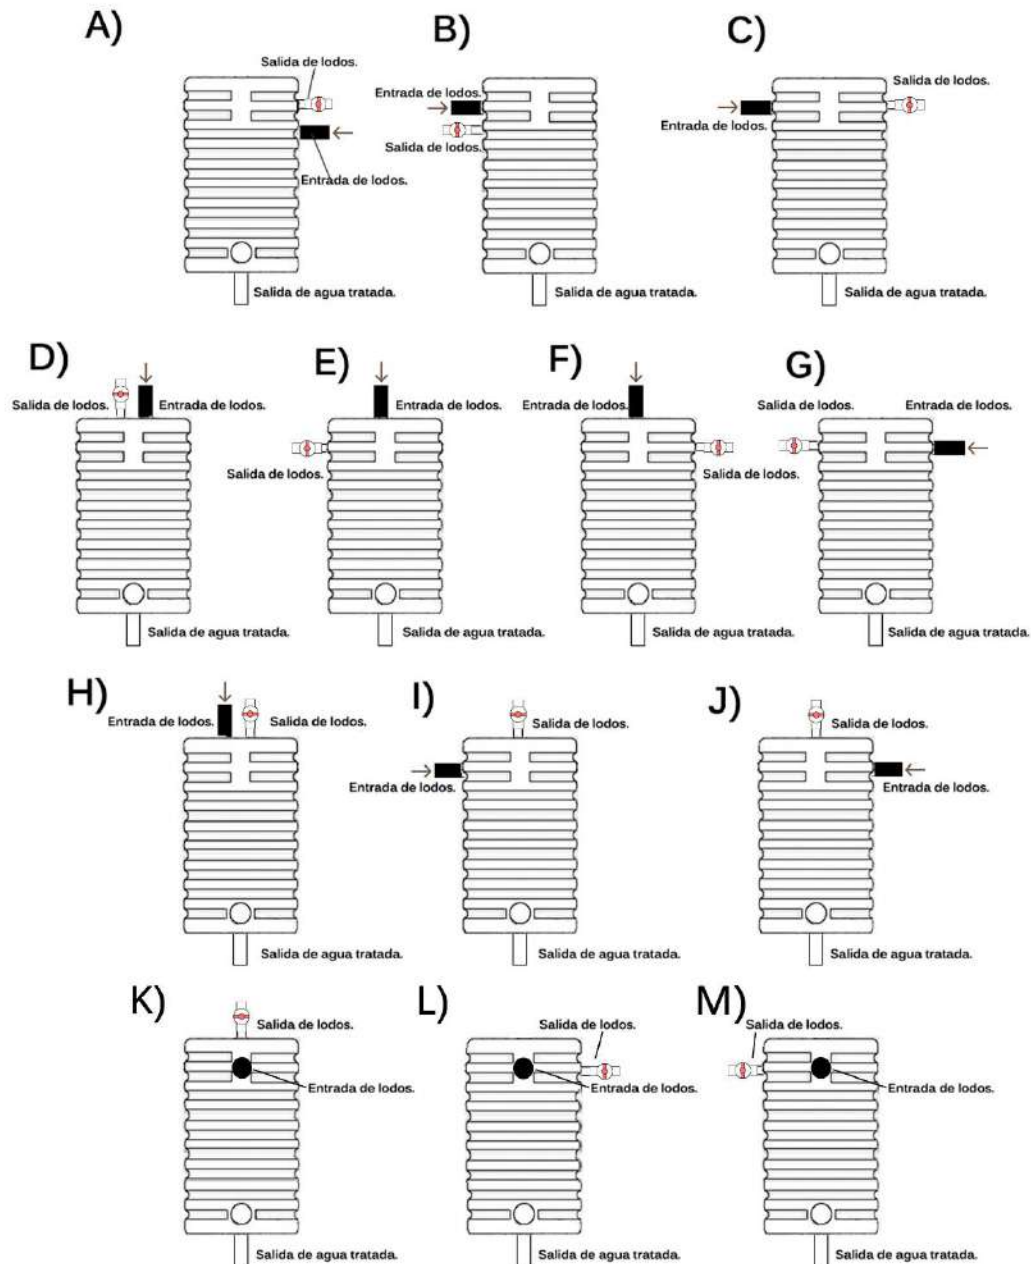 A)
B)
C)
Salida de lodos.
Entrada de lodos.
Salida de agua tratada.
Entrada de lodos.
Salida de lodos.
Salida de agua tratada.
Salida de lodos.
Entrada de lodos.
Salida de agua tratada.
D)
E)
F)
G)
Salida de lodos.
Entrada de lodos.
Salida de agua tratada.
Entrada de lodos.
Salida de lodos.
Salida de agua tratada.
Entrada de lodos.
Salida de lodos.
Salida de agua tratada.
Salida de lodos.
Entrada de lodos.
Salida de agua tratada.
H)
I)
J)
Entrada de lodos.
Salida de lodos.
Salida de agua tratada.
Salida de lodos.
Entrada de lodos.
Salida de agua tratada.
Salida de lodos.
Entrada de lodos.
Salida de agua tratada.
K)
L)
M)
Salida de lodos.
Entrada de lodos.
Salida de agua tratada.
Salida de lodos.
Entrada de lodos.
Salida de agua tratada.
Salida de lodos.
Entrada de lodos.
Salida de agua tratada.